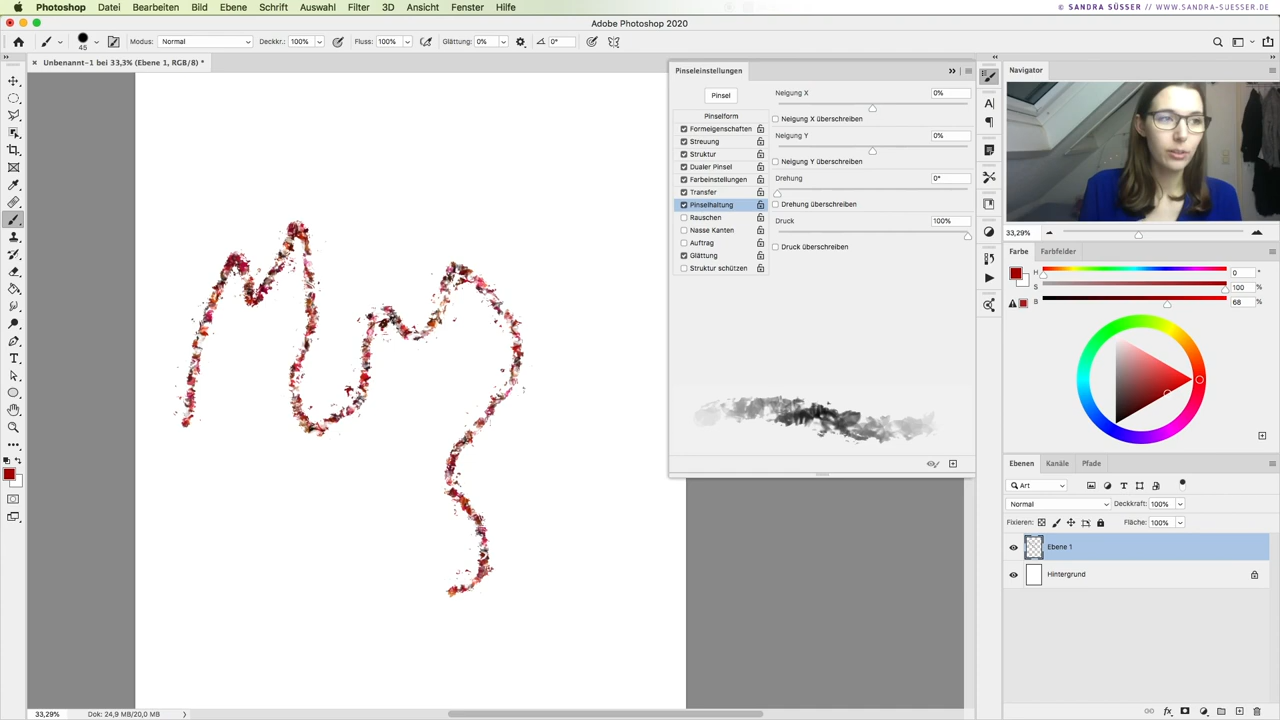 Photoshop Datei Bearbeiten Bild Ebene Schrift Auswahl Filter 3D Ansicht Fenster Hilfe
© SANDRA SÜSSER // WWW.SANDRA-SUESSER.DE
Adobe Photoshop 2020
45 Modus: Normal Deckkr.: 100% Fluss: 100% Glättung: 0% 0°
Unbenannt-1 bei 33,3% (Ebene 1, RGB/8) *
Pinseleinstellungen
Pinsel
Pinselform
Formeigenschaften
Streuung
Struktur
Dualer Pinsel
Farbeinstellungen
Transfer
Pinselhaltung
Rauschen
Nasse Kanten
Auftrag
Glättung
Struktur schützen
Neigung X 0%
Neigung X überschreiben
Neigung Y 0%
Neigung Y überschreiben
Drehung 0°
Drehung überschreiben
Druck 100%
Druck überschreiben
Navigator
33,29%
Farbe Farbfelder
H 0 °
S 100 %
B 68 %
Ebenen Kanäle Pfade
Art
Normal Deckkraft: 100%
Fixieren: Fläche: 100%
Ebene 1
Hintergrund
fx
33,29% Dok: 24,9 MB/20,0 MB